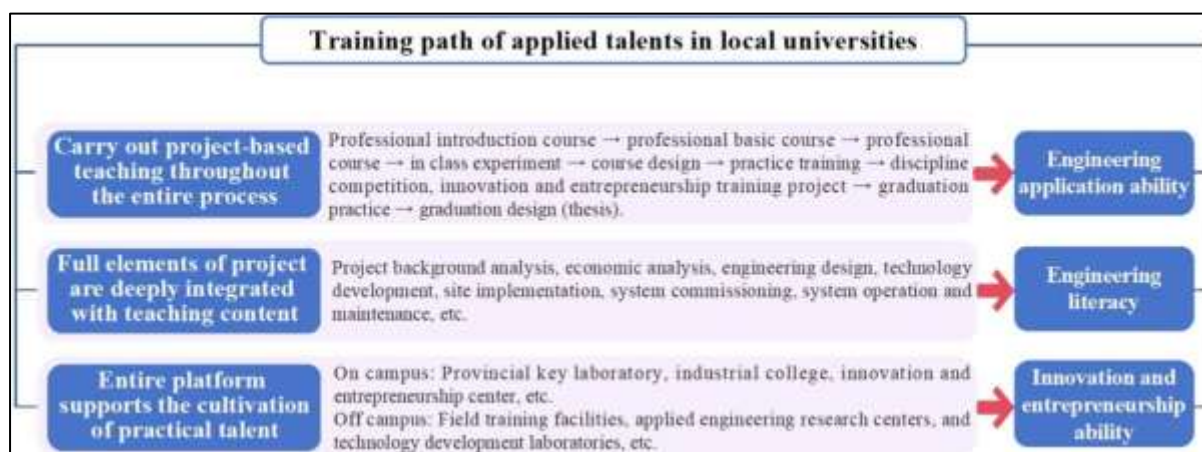 Training path of applied talents in local universities
Carry out project-based
teaching throughout
the entire process
Professional introduction course → professional basic course → professional
course → in class experiment → course design → practice training → discipline
competition, innovation and entrepreneurship training project → graduation
practice → graduation design (thesis).
Engineering
application ability
Full elements of project
are deeply integrated
with teaching content
Project background analysis, economic analysis, engineering design, technology
development, site implementation, system commissioning, system operation and
maintenance, etc.
Engineering
literacy
Entire platform
supports the cultivation
of practical talent
On campus: Provincial key laboratory, industrial college, innovation and
entrepreneurship center, etc.
Off campus: Field training facilities, applied engineering research centers, and
technology development laboratories, etc.
Innovation and
entrepreneurship
ability